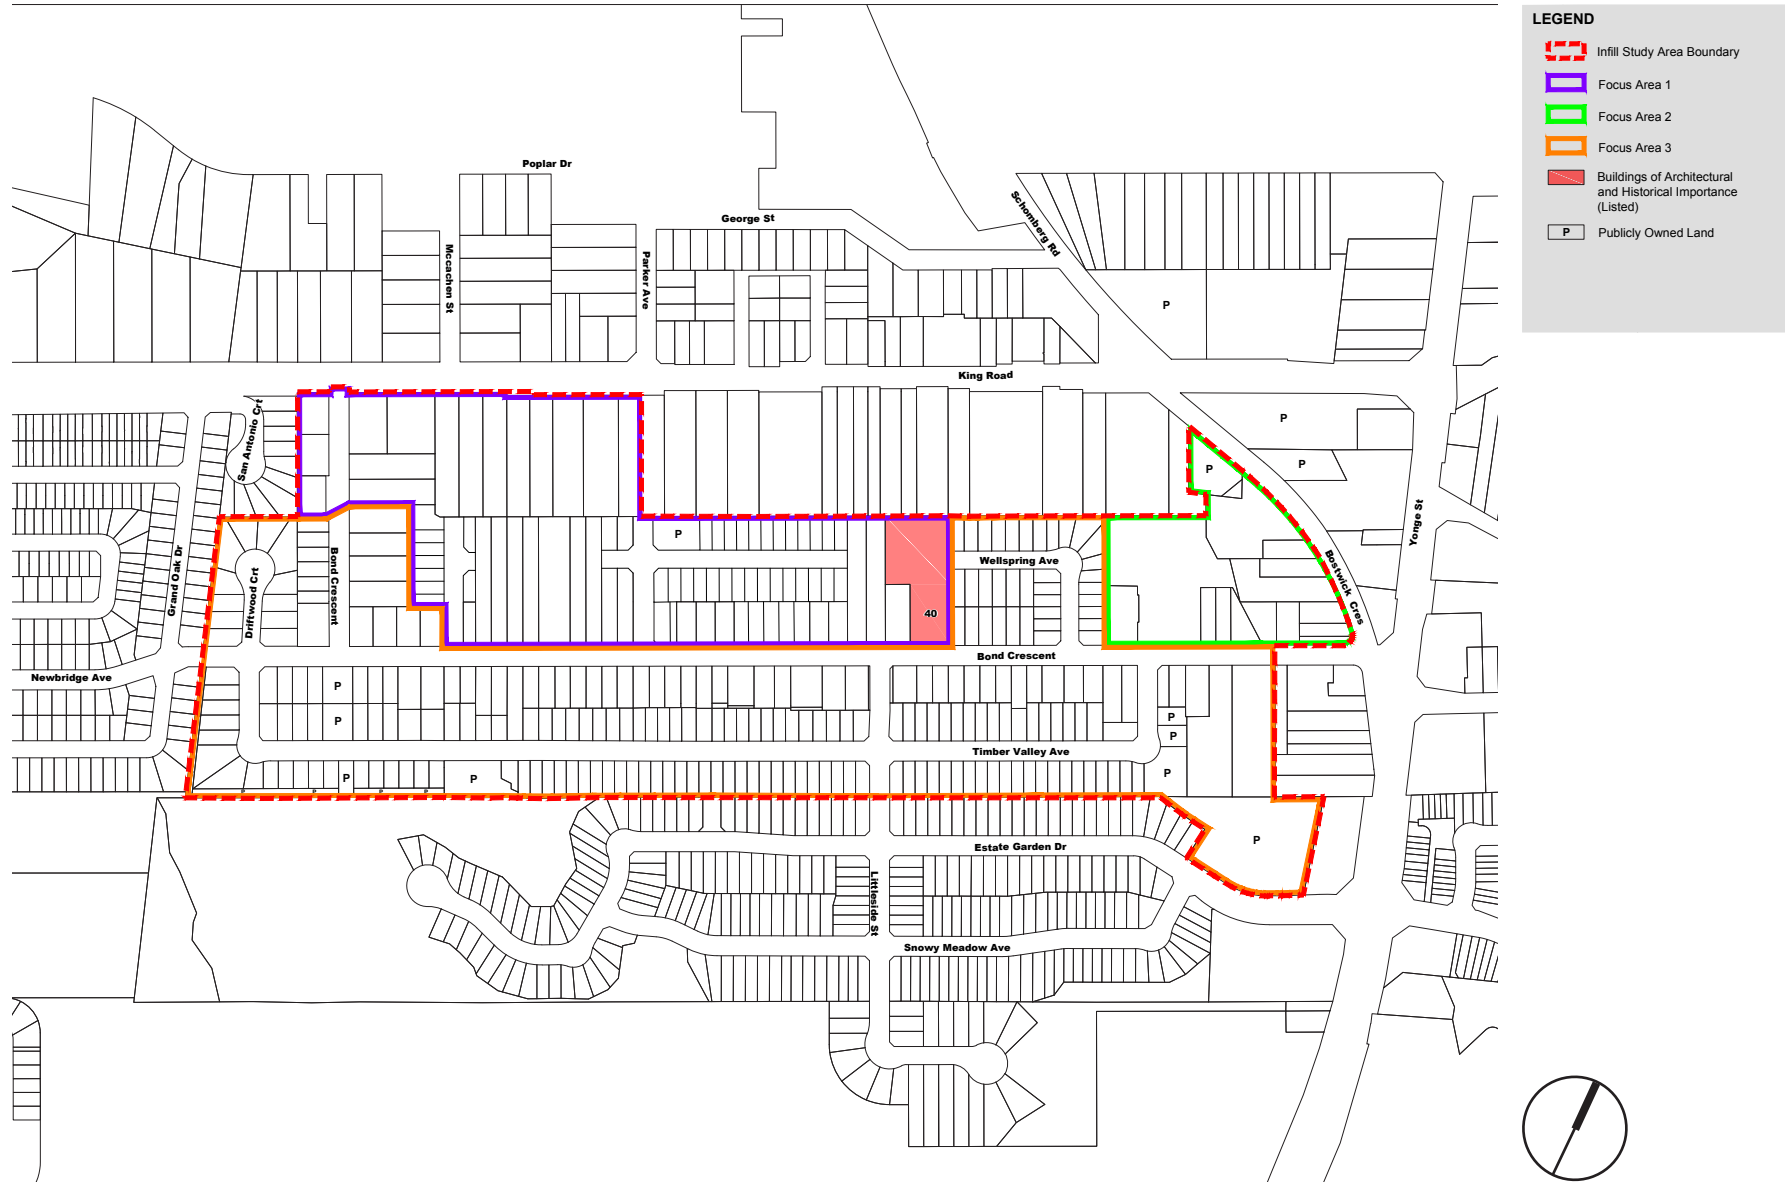 LEGEND
Infill Study Area Boundary
Focus Area 1
Focus Area 2
Focus Area 3
Buildings of Architectural
and Historical Importance
(Listed)
P
Publicly Owned Land
Poplar Dr
George St
Schomberg Rd
Mccachen St
Parker Ave
P
King Road
San Antonio Crt
P
P
P
Yonge St
P
Grand Oak Dr
Driftwood Crt
Bond Crescent
Wellspring Ave
Bostwick Cres
40
Newbridge Ave
Bond Crescent
P
P
P
P
Timber Valley Ave
P
P
P
P
P
P
P
P
Estate Garden Dr
P
Littleside St
Snowy Meadow Ave